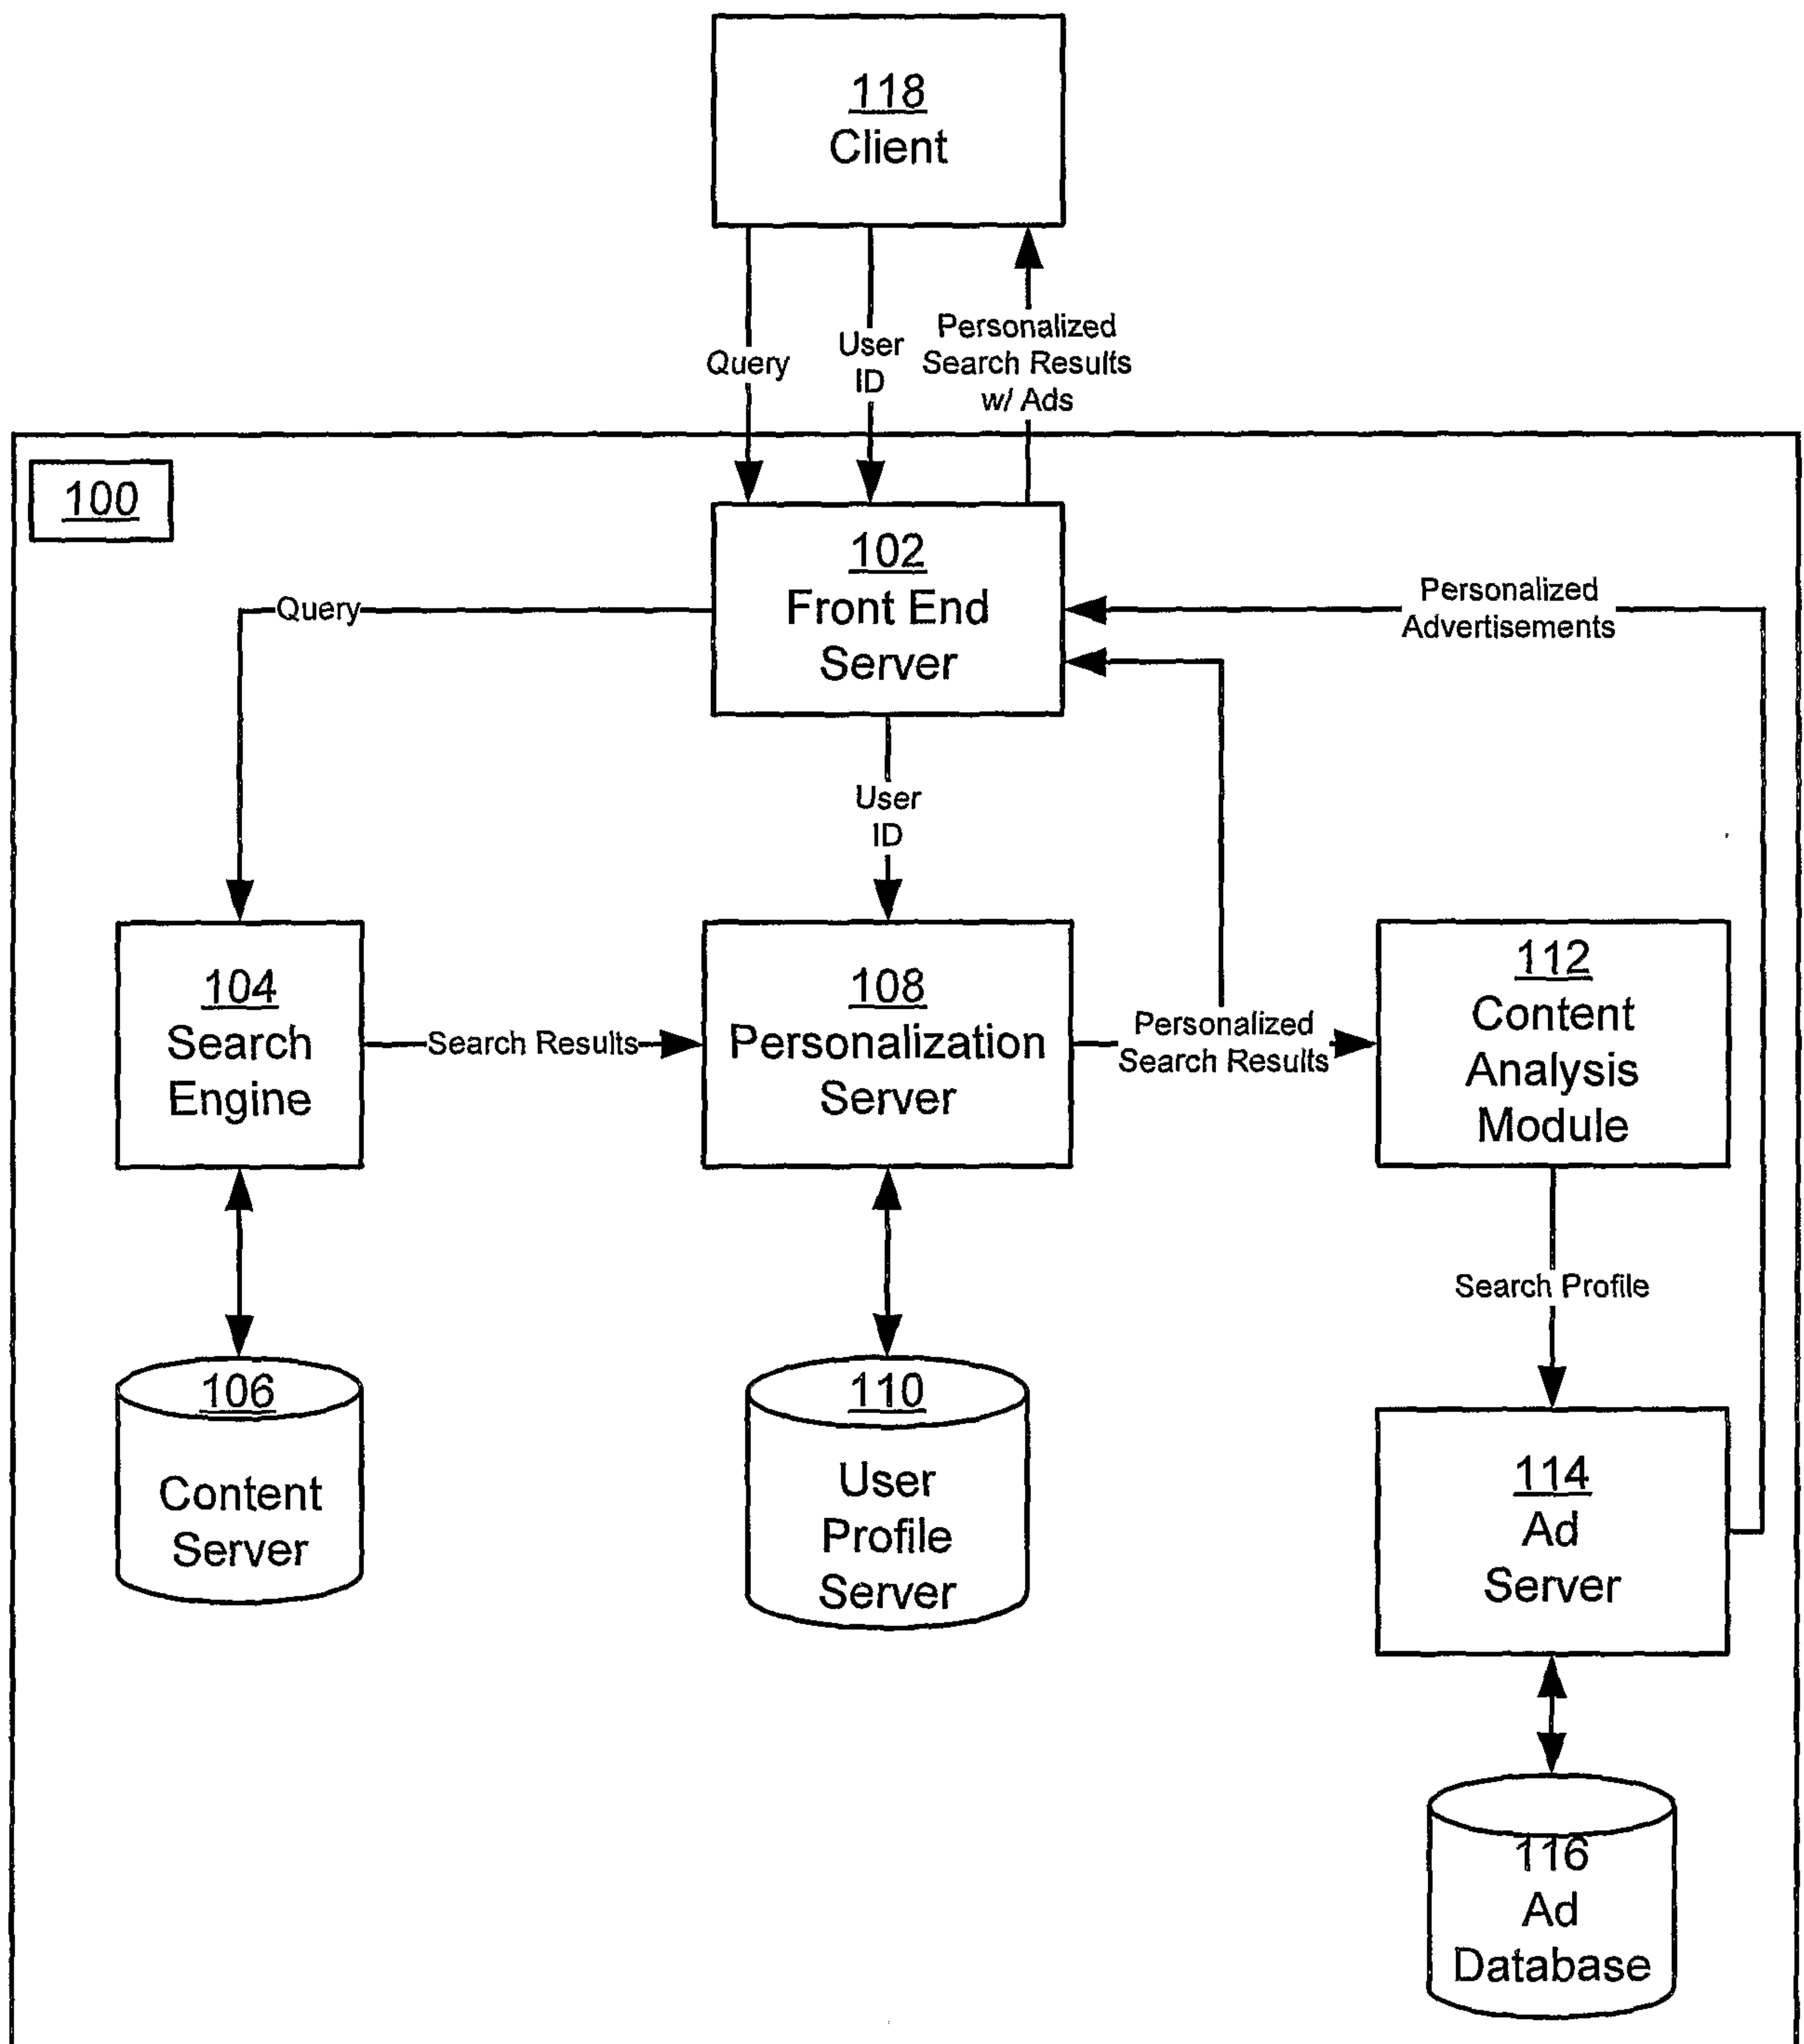 118
Client
Query
User
ID
Personalized
Search Results
w/ Ads
100
102
Front End
Server
Query
Personalized
Advertisements
User
ID
104
Search
Engine
Search Results
108
Personalization
Server
Personalized
Search Results
112
Content
Analysis
Module
Search Profile
106
Content
Server
110
User
Profile
Server
114
Ad
Server
116
Ad
Database